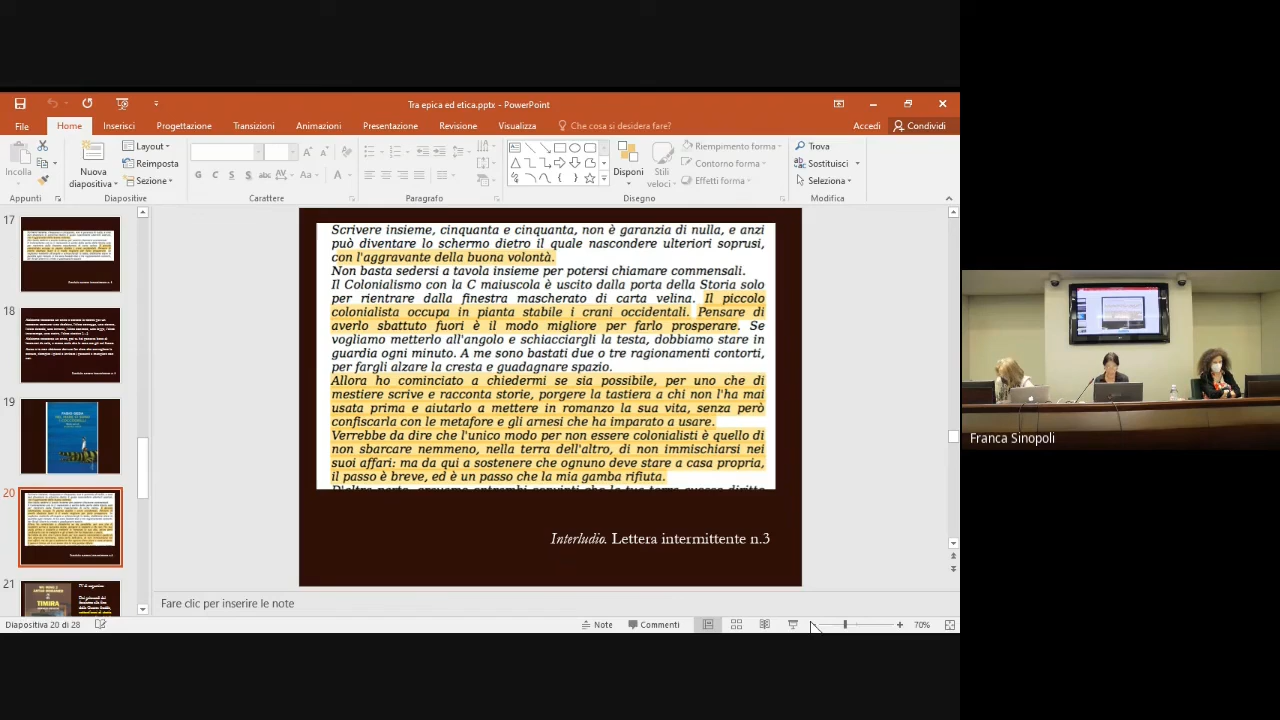 Tra epica ed etica.pptx - PowerPoint
File Home Inserisci Progettazione Transizioni Animazioni Presentazione Revisione Visualizza Che cosa si desidera fare? Accedi Condividi
Incolla
Nuova diapositiva
Layout
Reimposta
Sezione
G C S S abc AV Aa A
Disponi
Stili veloci
Riempimento forma
Contorno forma
Effetti forma
Trova
Sostituisci
Seleziona
Appunti Diapositive Carattere Paragrafo Disegno Modifica
17
18
19
20
21
TIMIRA
Scrivere insieme, cinquanta e cinquanta, non è garanzia di nulla, e anzi
può diventare lo schermo dietro il quale nascondere ulteriori soprusi,
con l'aggravante della buona volontà.
Non basta sedersi a tavola insieme per potersi chiamare commensali.
Il Colonialismo con la C maiuscola è uscito dalla porta della Storia solo
per rientrare dalla finestra mascherato di carta velina. Il piccolo
colonialista occupa in pianta stabile i crani occidentali. Pensare di
averlo sbattuto fuori è il modo migliore per farlo prosperare. Se
vogliamo metterlo all'angolo e schiacciargli la testa, dobbiamo stare in
guardia ogni minuto. A me sono bastati due o tre ragionamenti contorti,
per fargli alzare la cresta e guadagnare spazio.
Allora ho cominciato a chiedermi se sia possibile, per uno che di
mestiere scrive e racconta storie, porgere la tastiera a chi non l'ha mai
usata prima e aiutarlo a mettere in romanzo la sua vita, senza però
confiscarla con le metafore e gli arnesi che ha imparato a usare.
Verrebbe da dire che l'unico modo per non essere colonialisti è quello di
non sbarcare nemmeno, nella terra dell'altro, di non immischiarsi nei
suoi affari: ma da qui a sostenere che ognuno deve stare a casa propria,
il passo è breve, ed è un passo che la mia gamba rifiuta.
Interludio. Lettera intermittente n.3
Fare clic per inserire le note
Diapositiva 20 di 28 Note Commenti 70%
Franca Sinopoli